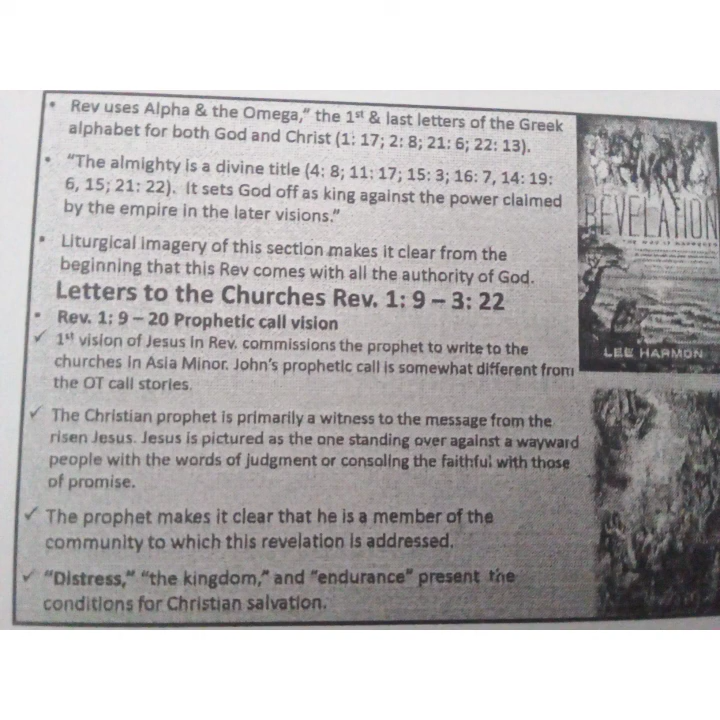 • Rev uses Alpha & the Omega,” the 1st & last letters of the Greek
alphabet for both God and Christ (1: 17; 2: 8; 21: 6; 22: 13).
• “The almighty is a divine title (4: 8; 11: 17; 15: 3; 16: 7, 14: 19:
6, 15; 21: 22). It sets God off as king against the power claimed
by the empire in the later visions.”
• Liturgical imagery of this section makes it clear from the
beginning that this Rev comes with all the authority of God.
Letters to the Churches Rev. 1: 9 – 3: 22
• Rev. 1: 9 – 20 Prophetic call vision
✓ 1st vision of Jesus in Rev. commissions the prophet to write to the
churches in Asia Minor. John’s prophetic call is somewhat different from
the OT call stories.
✓ The Christian prophet is primarily a witness to the message from the
risen Jesus. Jesus is pictured as the one standing over against a wayward
people with the words of judgment or consoling the faithful with those
of promise.
✓ The prophet makes it clear that he is a member of the
community to which this revelation is addressed.
✓ “Distress,” “the kingdom,” and “endurance” present the
conditions for Christian salvation.
REVELATION
THE WAY IT HAPPENED
LEE HARMON